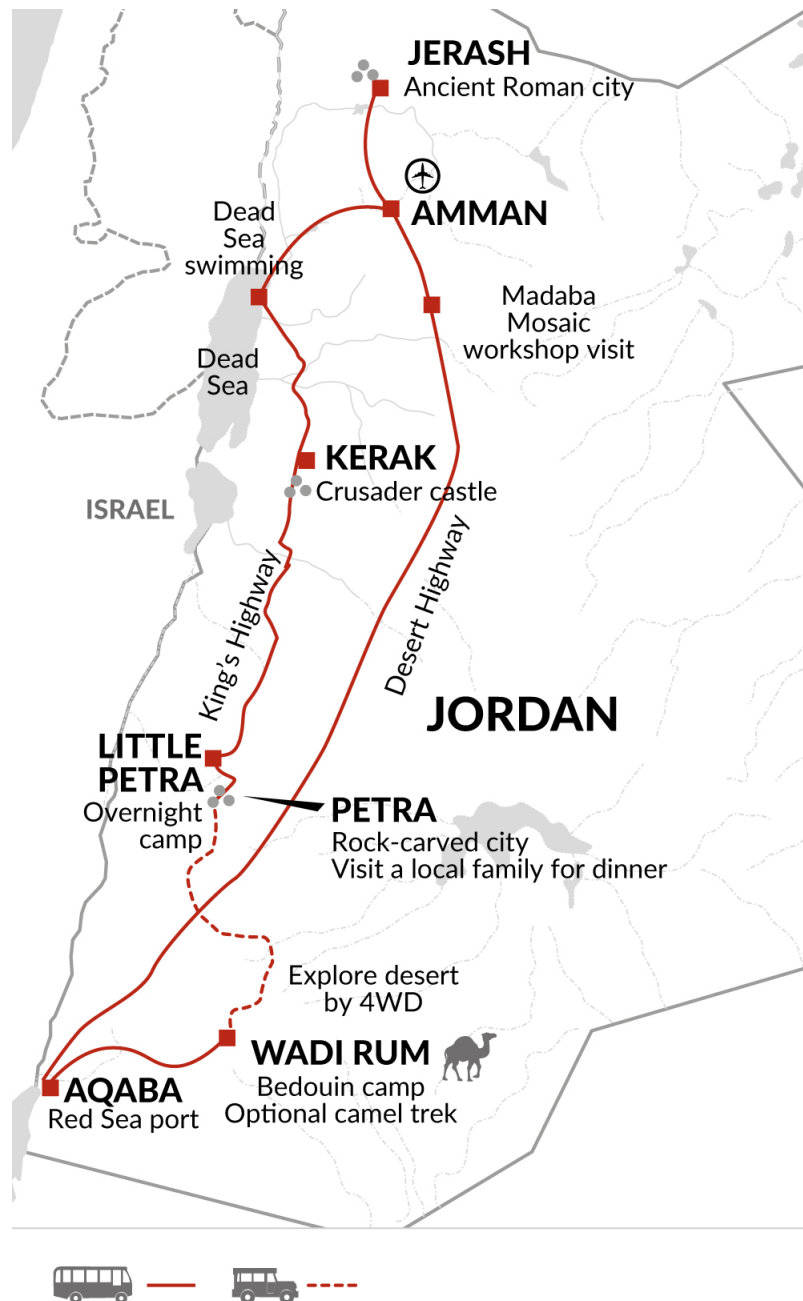 JERASH
Ancient Roman city
AMMAN
Dead
Sea
swimming
Madaba
Mosaic
workshop visit
Dead
Sea
KERAK
Crusader castle
ISRAEL
King's Highway
Desert Highway
JORDAN
LITTLE
PETRA
Overnight
camp
PETRA
Rock-carved city
Visit a local family for dinner
Explore desert
by 4WD
WADI RUM
Bedouin camp
Optional camel trek
AQABA
Red Sea port